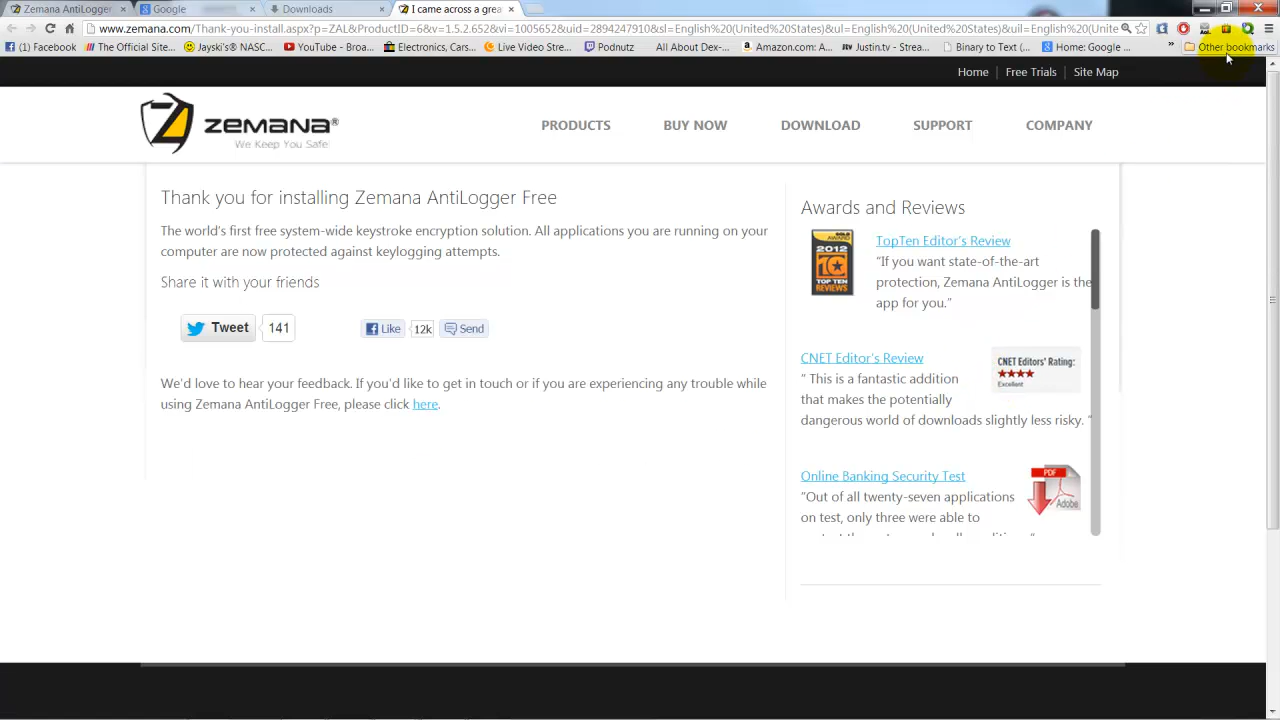 Zemana AntiLogger
Google
Downloads
I came across a grea
www.zemana.com/Thank-you-install.aspx?p=ZAL&ProductID=6&v=1.5.2.652&vi=1005652&sid=2894247910&sl=English%20(United%20States)&ul=English%20(United%20States)&uil=English%20(United%20States)&il=English%20(Unite
(1) Facebook
The Official Site...
Jayski's® NASC...
YouTube - Broa...
Electronics, Cars,...
Live Video Stre...
Podnutz
All About Dex-...
Amazon.com: A...
Justin.tv - Strea...
Binary to Text (...
Home: Google ...
»
Other bookmarks
Home
Free Trials
Site Map
ZEMANA®
We Keep You Safe!
PRODUCTS
BUY NOW
DOWNLOAD
SUPPORT
COMPANY
Thank you for installing Zemana AntiLogger Free
The world's first free system-wide keystroke encryption solution. All applications you are running on your
computer are now protected against keylogging attempts.
Share it with your friends
Tweet 141
Like 12k Send
We'd love to hear your feedback. If you'd like to get in touch or if you are experiencing any trouble while
using Zemana AntiLogger Free, please click here.
Awards and Reviews
GOLD
AWARD
2012
10
TOP TEN
REVIEWS
TopTen Editor's Review
"If you want state-of-the-art
protection, Zemana AntiLogger is the
app for you."
CNET Editor's Review
" This is a fantastic addition
that makes the potentially
dangerous world of downloads slightly less risky. "
CNET Editors' Rating:
★★★★
Excellent
Online Banking Security Test
"Out of all twenty-seven applications
on test, only three were able to
PDF
Adobe